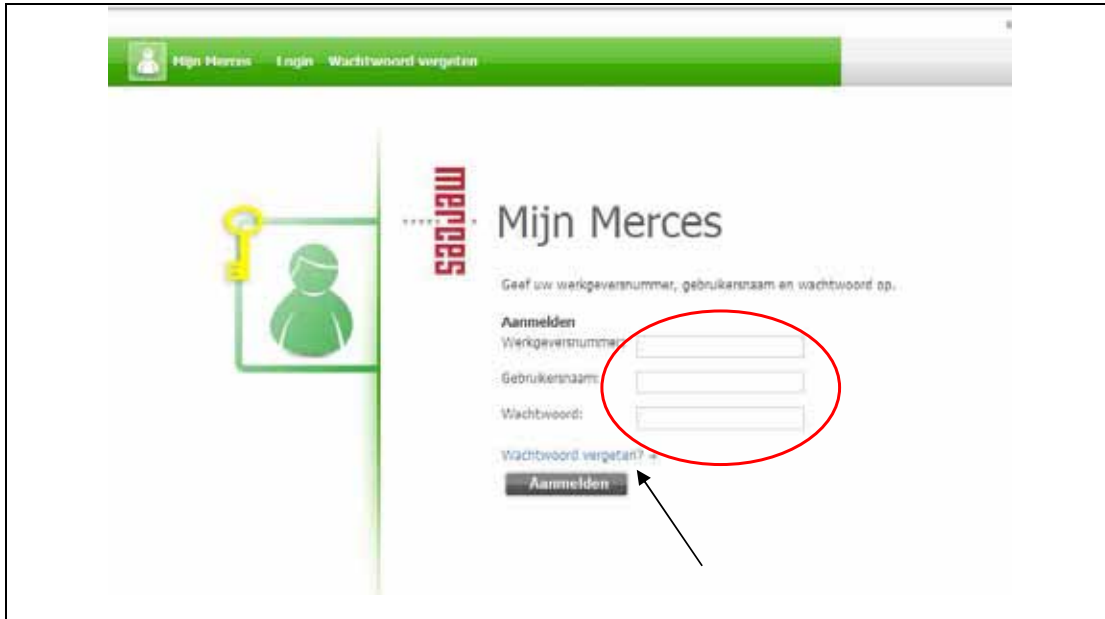 Mijn Merces Login Wachtwoord vergeten
merces
Mijn Merces
Geef uw werkgeversnummer, gebruikersnaam en wachtwoord op.
Aanmelden
Werkgeversnummer:
Gebruikersnaam:
Wachtwoord:
Wachtwoord vergeten?
Aanmelden